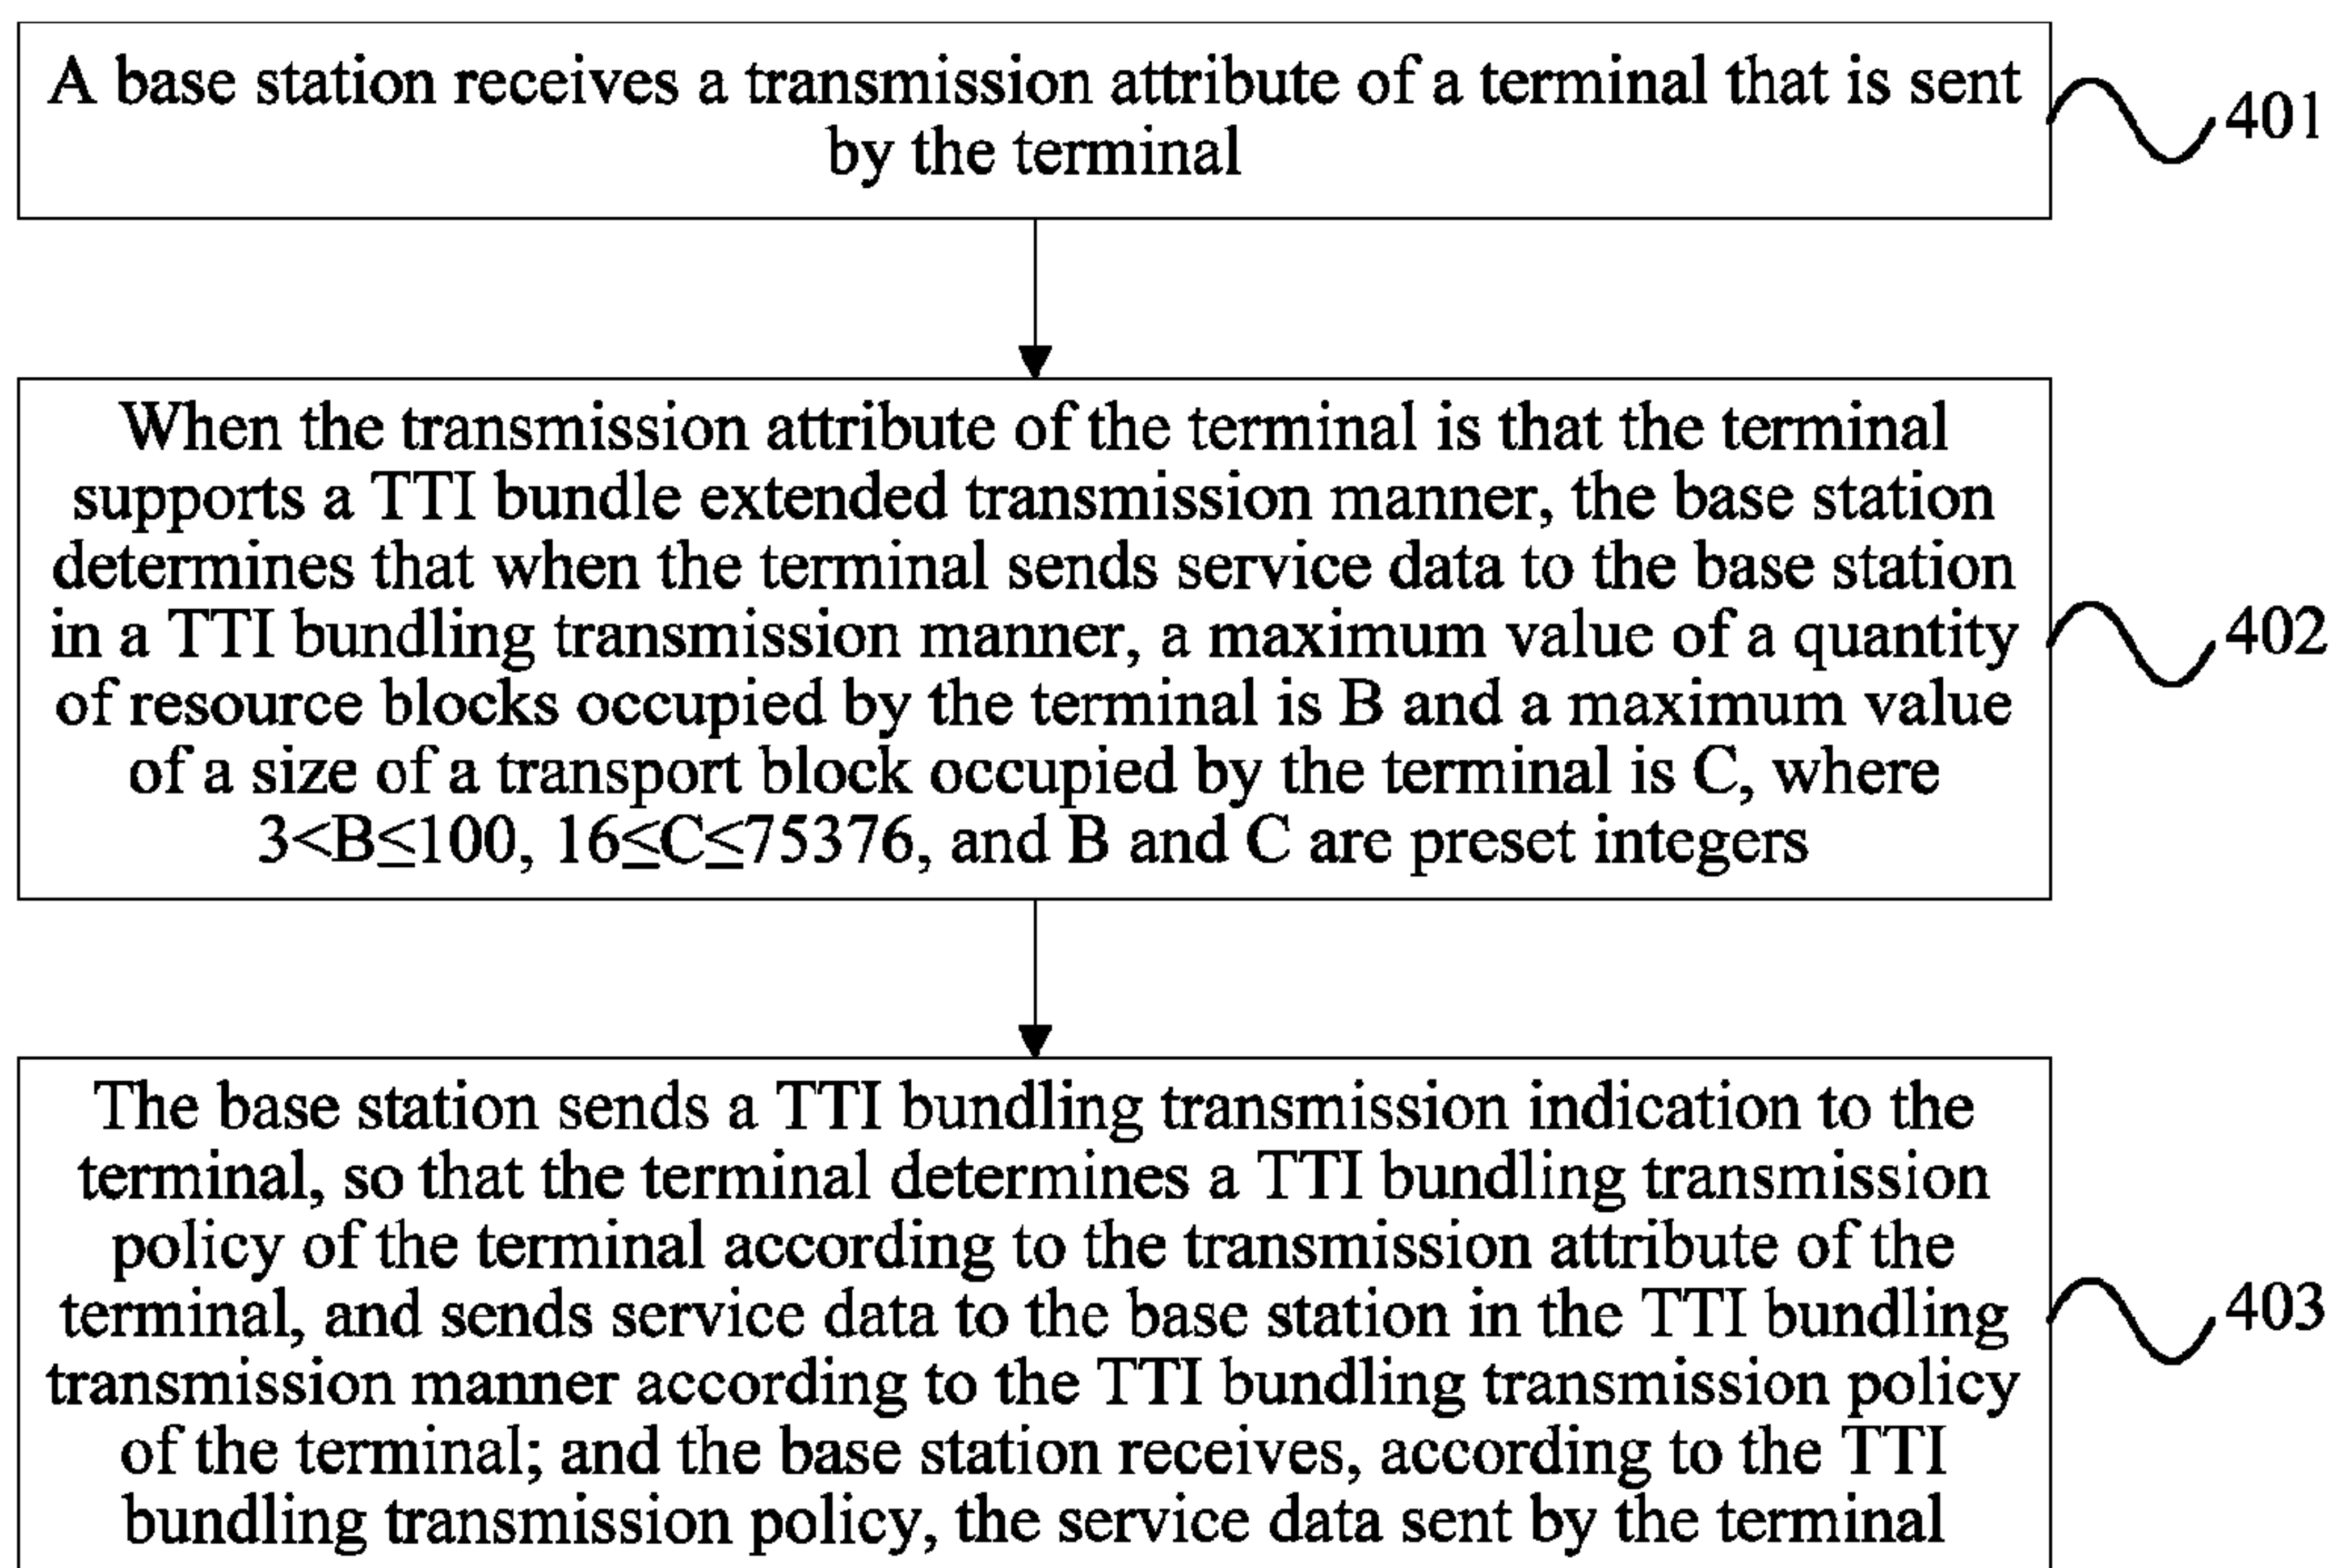 A base station receives a transmission attribute of a terminal that is sent
by the terminal
401
When the transmission attribute of the terminal is that the terminal
supports a TTI bundle extended transmission manner, the base station
determines that when the terminal sends service data to the base station
in a TTI bundling transmission manner, a maximum value of a quantity
of resource blocks occupied by the terminal is B and a maximum value
of a size of a transport block occupied by the terminal is C, where
3<B≤100, 16≤C≤75376, and B and C are preset integers
402
The base station sends a TTI bundling transmission indication to the
terminal, so that the terminal determines a TTI bundling transmission
policy of the terminal according to the transmission attribute of the
terminal, and sends service data to the base station in the TTI bundling
transmission manner according to the TTI bundling transmission policy
of the terminal; and the base station receives, according to the TTI
bundling transmission policy, the service data sent by the terminal
403